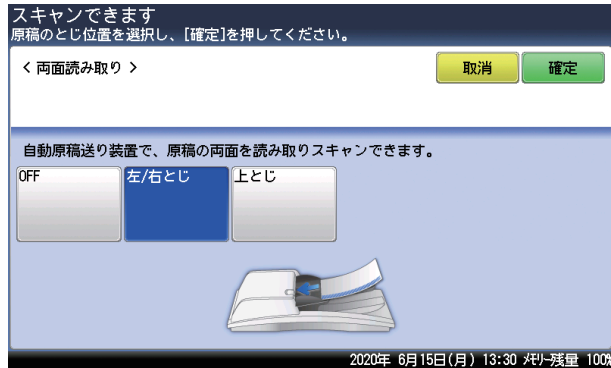 スキャンできます
原稿のとじ位置を選択し、[確定]を押してください。
< 両面読み取り >
取消
確定
自動原稿送り装置で、原稿の両面を読み取りスキャンできます。
OFF
左/右とじ
上とじ
2020年 6月15日(月) 13:30 ﾒﾓﾘｰ残量 100%